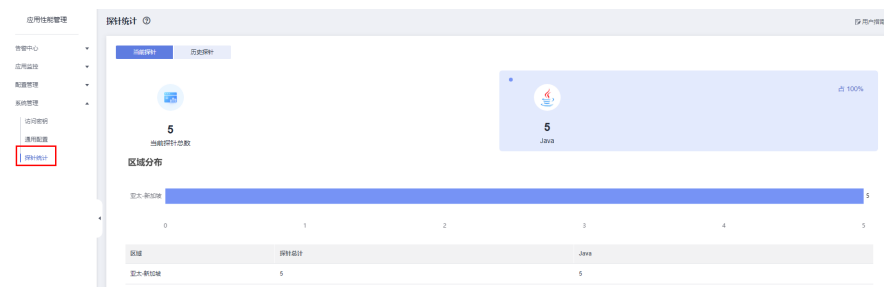 应用性能管理
探针统计
用户指南
告警中心
应用监控
配置管理
系统管理
访问密钥
通用配置
探针统计
当前探针
历史探针
5
当前探针总数
占 100%
5
Java
区域分布
亚太-新加坡
5
0 1 2 3 4 5
区域 探针总计 Java
亚太-新加坡 5 5